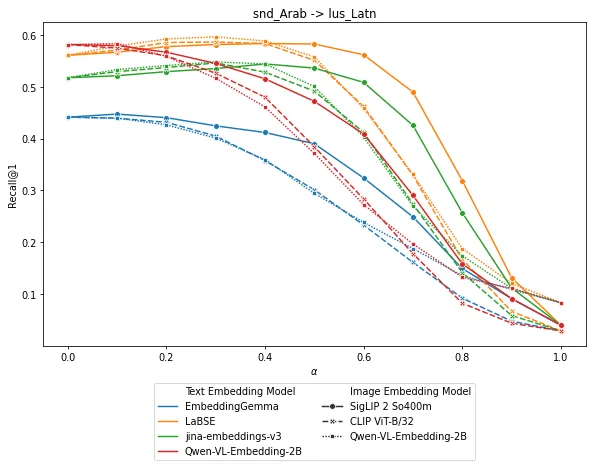 snd_Arab -> lus_Latn
Recall@1
0.6
0.5
0.4
0.3
0.2
0.1
0.0
0.2
0.4
0.6
0.8
1.0
α
Text Embedding Model
EmbeddingGemma
LaBSE
jina-embeddings-v3
Qwen-VL-Embedding-2B
Image Embedding Model
SigLIP 2 So400m
CLIP ViT-B/32
Qwen-VL-Embedding-2B